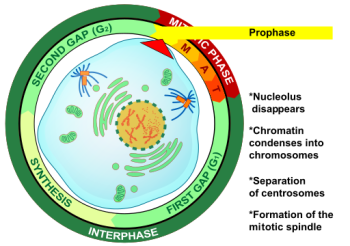 MITOTIC PHASE
Prophase
SECOND GAP (G2)
M
A
T
*Nucleolus
disappears
*Chromatin
condenses into
chromosomes
*Separation
of centrosomes
*Formation of the
mitotic spindle
SYNTHESIS
FIRST GAP (G1)
INTERPHASE